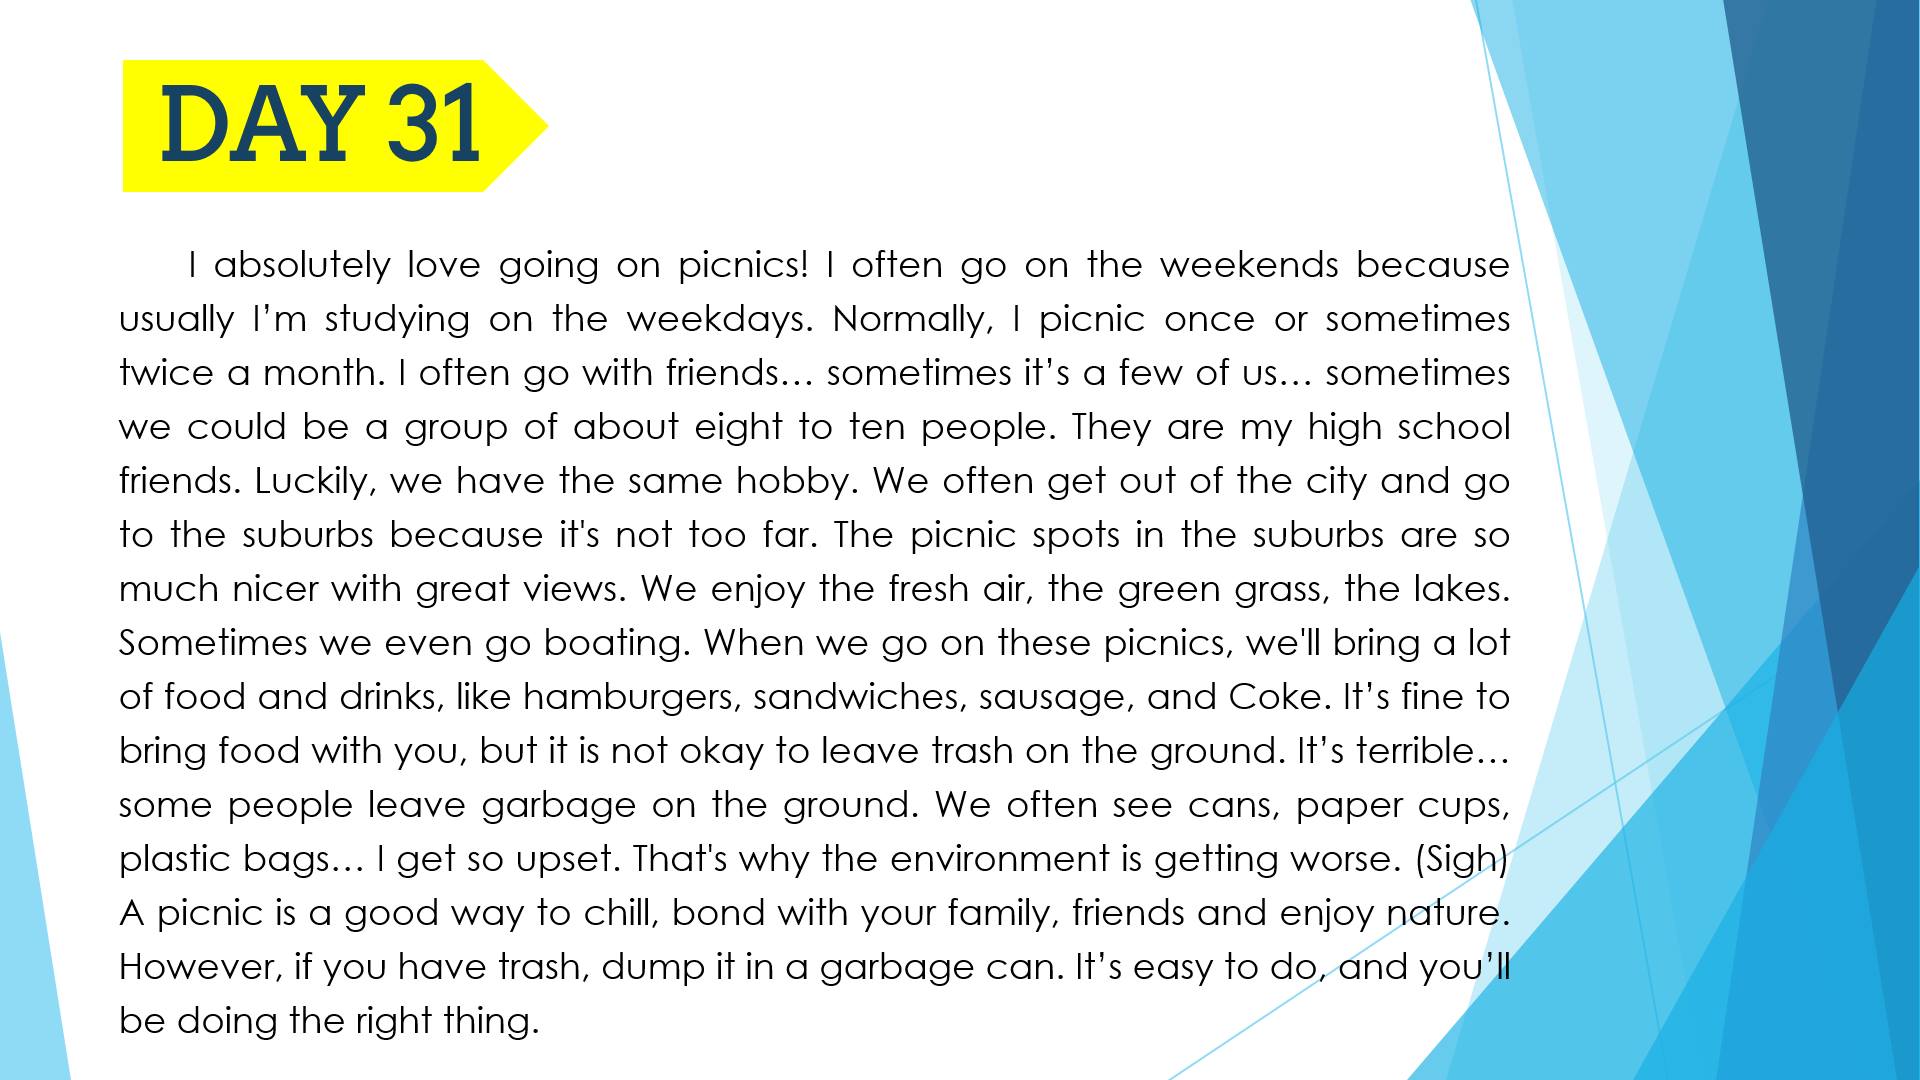 DAY 31
I absolutely love going on picnics! I often go on the weekends because
usually I’m studying on the weekdays. Normally, I picnic once or sometimes
twice a month. I often go with friends… sometimes it’s a few of us… sometimes
we could be a group of about eight to ten people. They are my high school
friends. Luckily, we have the same hobby. We often get out of the city and go
to the suburbs because it's not too far. The picnic spots in the suburbs are so
much nicer with great views. We enjoy the fresh air, the green grass, the lakes.
Sometimes we even go boating. When we go on these picnics, we'll bring a lot
of food and drinks, like hamburgers, sandwiches, sausage, and Coke. It’s fine to
bring food with you, but it is not okay to leave trash on the ground. It’s terrible…
some people leave garbage on the ground. We often see cans, paper cups,
plastic bags… I get so upset. That's why the environment is getting worse. (Sigh)
A picnic is a good way to chill, bond with your family, friends and enjoy nature.
However, if you have trash, dump it in a garbage can. It’s easy to do, and you’ll
be doing the right thing.